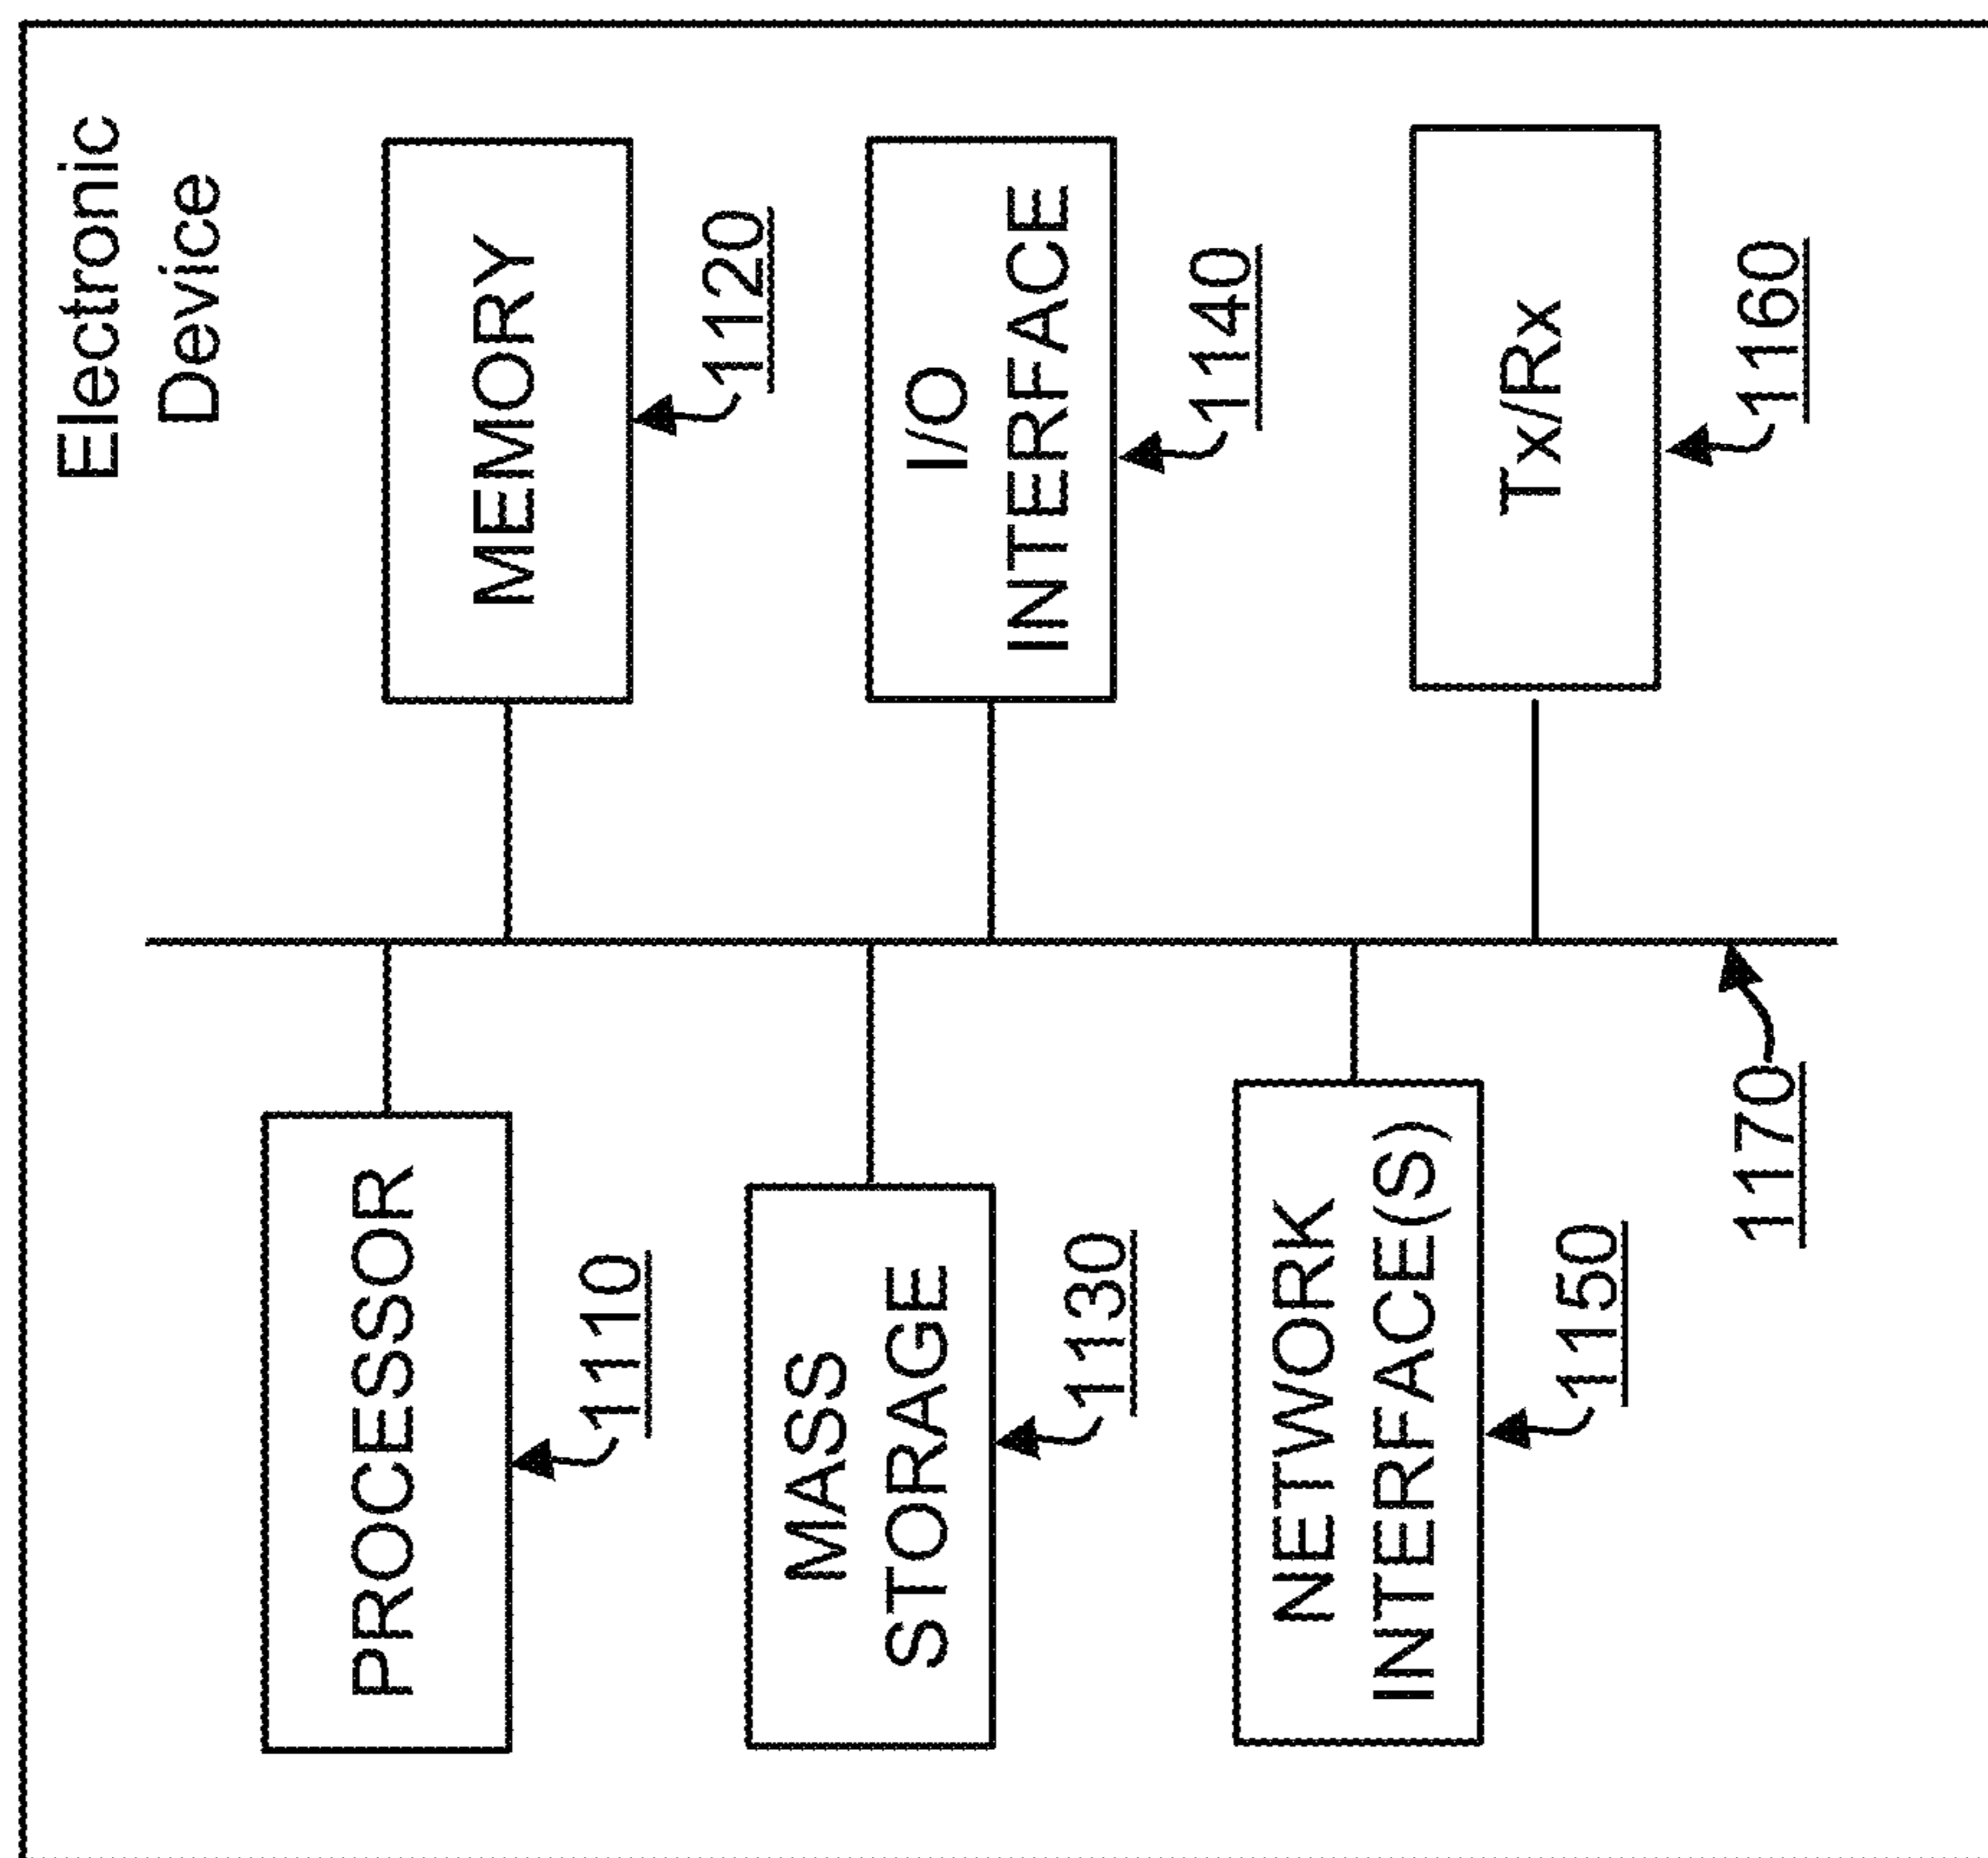 Electronic
Device
PROCESSOR
1110
MEMORY
1120
MASS
STORAGE
1130
I/O
INTERFACE
1140
NETWORK
INTERFACE(S)
1150
Tx/Rx
1160
1170